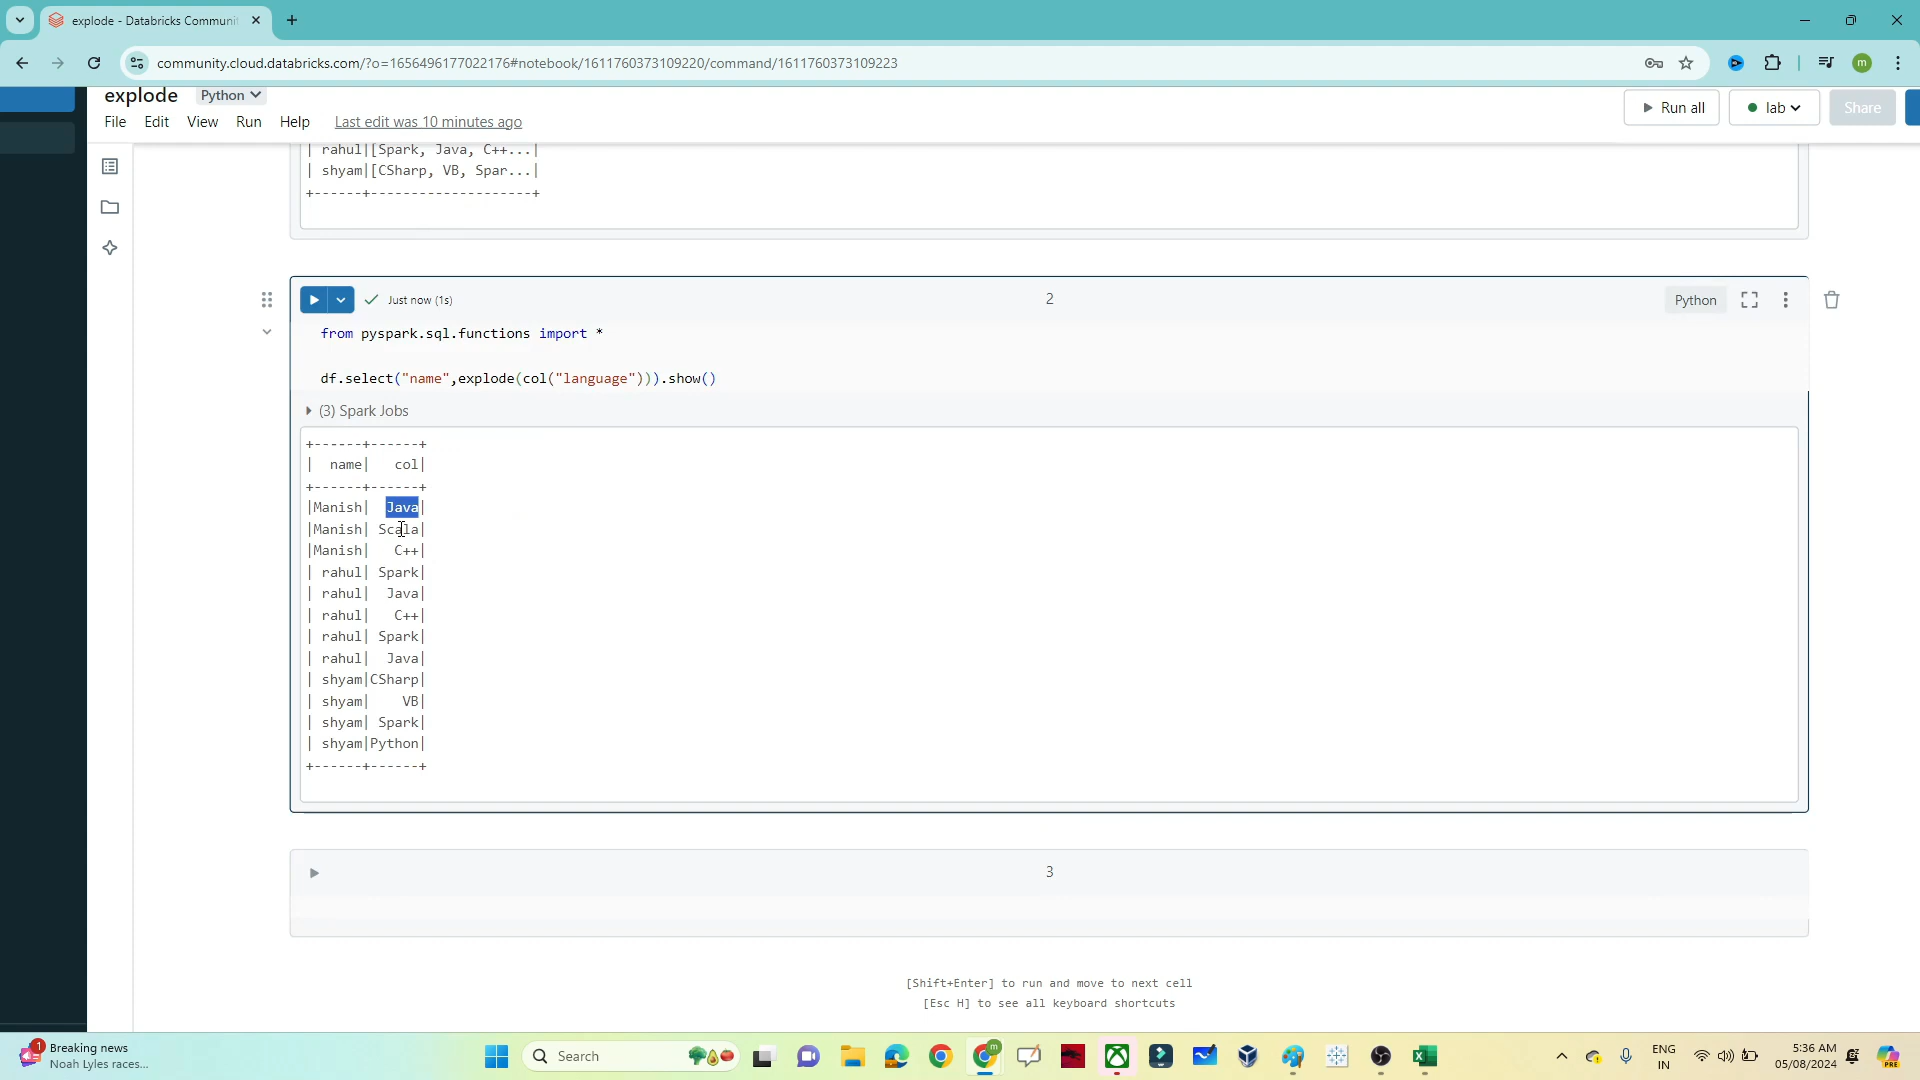 explode - Databricks Communi
community.cloud.databricks.com/?o=1656496177022176#notebook/1611760373109220/command/1611760373109223
m
explode Python
File Edit View Run Help Last edit was 10 minutes ago
Run all lab Share
| rahul|[Spark, Java, C++...|
| shyam|[CSharp, VB, Spar...|
+------+--------------------+
Just now (1s)
2
Python
from pyspark.sql.functions import *
df.select("name",explode(col("language"))).show()
(3) Spark Jobs
+------+------+
|  name|   col|
+------+------+
|Manish|  Java|
|Manish| Scala|
|Manish|   C++|
| rahul| Spark|
| rahul|  Java|
| rahul|   C++|
| rahul| Spark|
| rahul|  Java|
| shyam|CSharp|
| shyam|    VB|
| shyam| Spark|
| shyam|Python|
+------+------+
3
[Shift+Enter] to run and move to next cell
[Esc H] to see all keyboard shortcuts
1
Breaking news
Noah Lyles races...
Search
m
ENG
IN
5:36 AM
05/08/2024
PRE